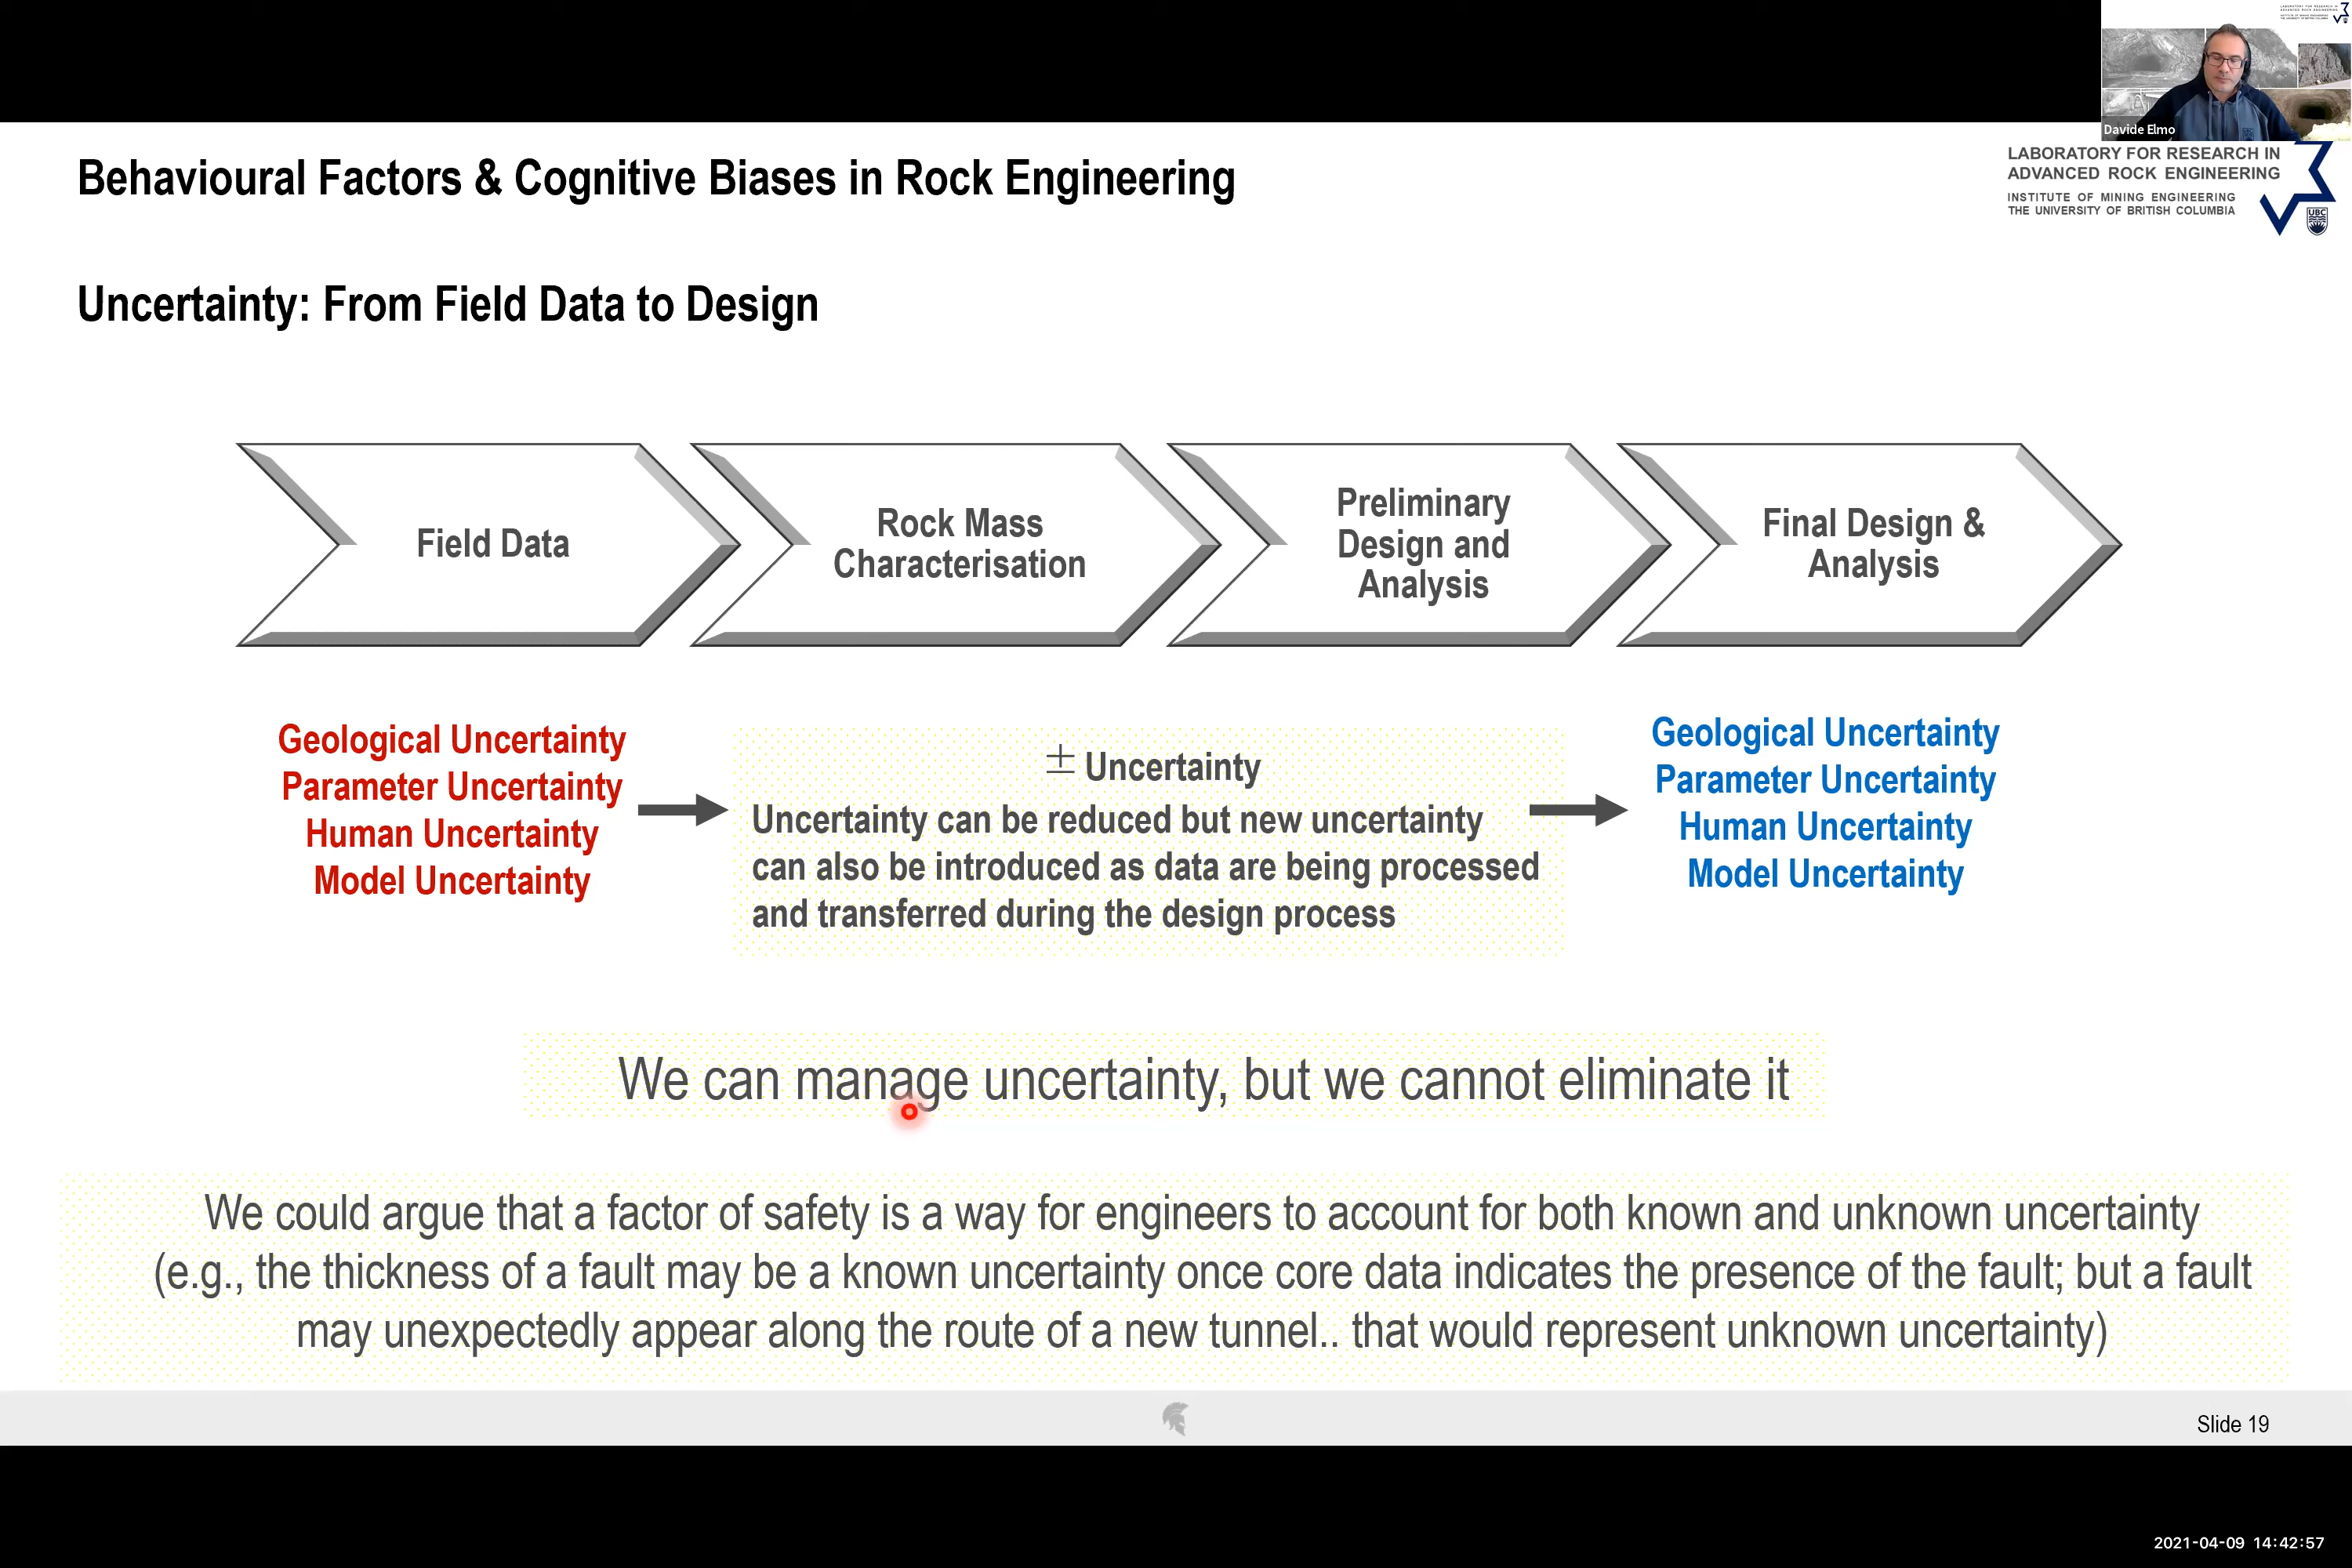 Davide Elmo
Behavioural Factors & Cognitive Biases in Rock Engineering
LABORATORY FOR RESEARCH IN
ADVANCED ROCK ENGINEERING
INSTITUTE OF MINING ENGINEERING
THE UNIVERSITY OF BRITISH COLUMBIA
UBC
Uncertainty: From Field Data to Design
Field Data
Rock Mass
Characterisation
Preliminary
Design and
Analysis
Final Design &
Analysis
Geological Uncertainty
Parameter Uncertainty
Human Uncertainty
Model Uncertainty
± Uncertainty
Uncertainty can be reduced but new uncertainty
can also be introduced as data are being processed
and transferred during the design process
Geological Uncertainty
Parameter Uncertainty
Human Uncertainty
Model Uncertainty
We can manage uncertainty, but we cannot eliminate it
We could argue that a factor of safety is a way for engineers to account for both known and unknown uncertainty
(e.g., the thickness of a fault may be a known uncertainty once core data indicates the presence of the fault; but a fault
may unexpectedly appear along the route of a new tunnel.. that would represent unknown uncertainty)
Slide 19
2021-04-09 14:42:57